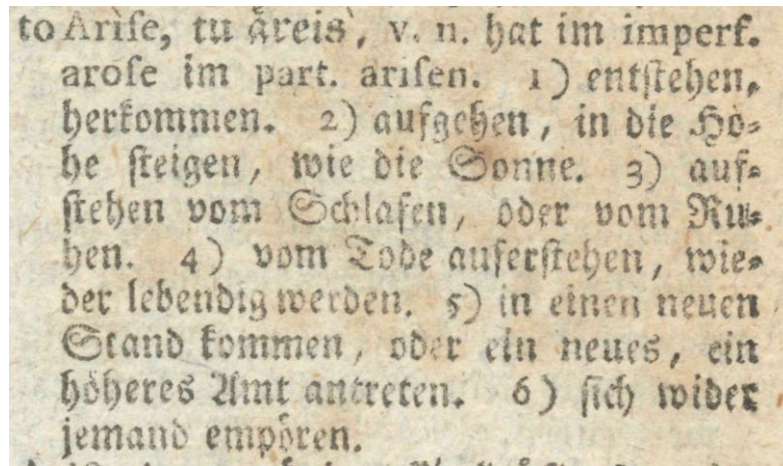 to Ariſe, tu åreis', v. n. hat im imperf.
aroſe im part. ariſen. 1) entſtehen,
herkommen. 2) aufgehen, in die Hö⸗
he ſteigen, wie die Sonne. 3) auf⸗
ſtehen vom Schlafen, oder vom Ru⸗
hen. 4) vom Tode auferſtehen, wie⸗
der lebendig werden. 5) in einen neuen
Stand kommen, oder ein neues, ein
höheres Amt antreten. 6) ſich wider
jemand empören.